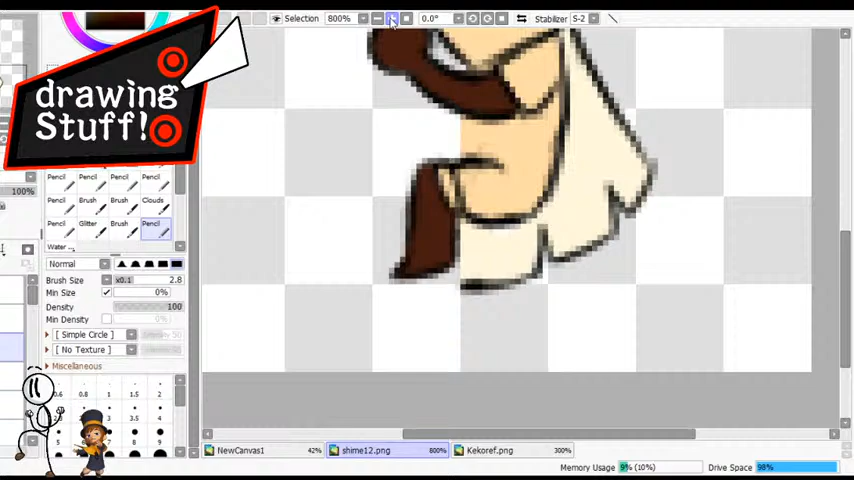 Selection 800% 0.0° Stabilizer S-2
drawing
Stuff!
100%
Pencil Pencil Pencil Pencil
Pencil Brush Brush Clouds
Pencil Glitter Brush Pencil
Water ...
Normal
Brush Size x0.1 2.8
Min Size 0%
Density 100
Min Density 0%
[ Simple Circle ] 50
[ No Texture ]
Miscellaneous
0.6 0.8 1 1.5 2
3.5 4
5 8 9
NewCanvas1 42% shime12.png 800% Kekoref.png 300%
Memory Usage 9% (10%) Drive Space 98%